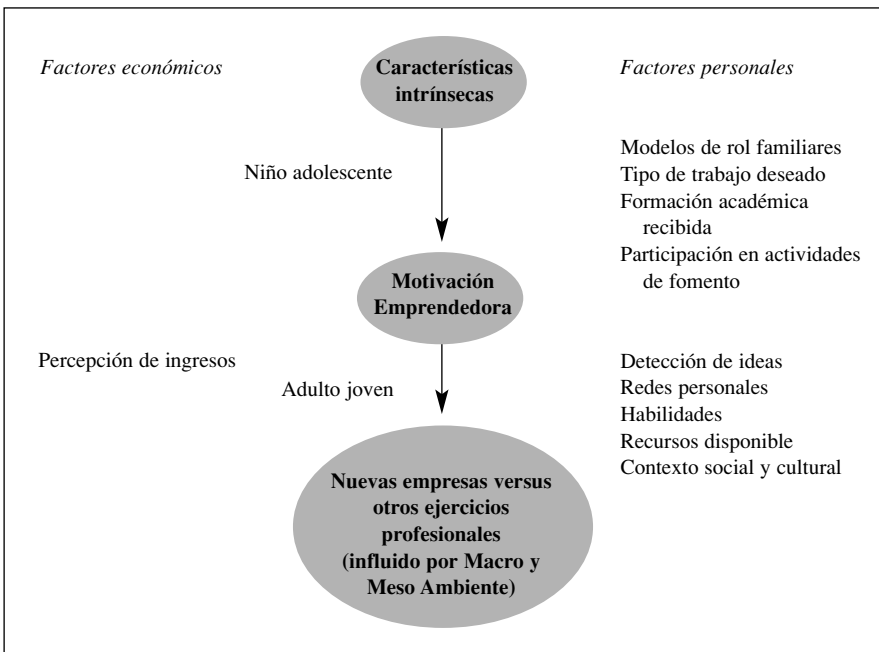 Factores económicos
Características
intrínsecas
Factores personales
Niño adolescente
Modelos de rol familiares
Tipo de trabajo deseado
Formación académica
recibida
Participación en actividades
de fomento
Motivación
Emprendedora
Percepción de ingresos
Adulto joven
Detección de ideas
Redes personales
Habilidades
Recursos disponible
Contexto social y cultural
Nuevas empresas versus
otros ejercicios
profesionales
(influido por Macro y
Meso Ambiente)